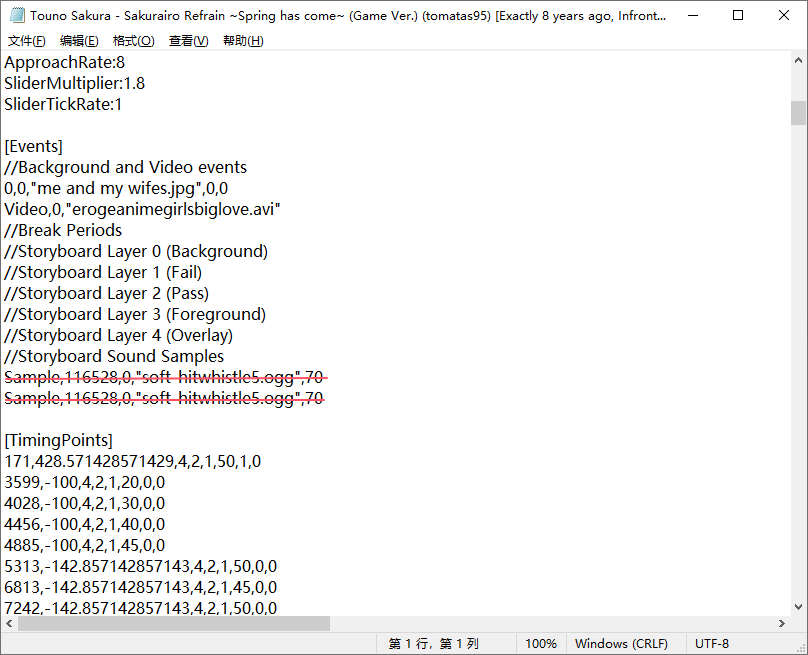 Touno Sakura - Sakurairo Refrain ~Spring has come~ (Game Ver.) (tomatas95) [Exactly 8 years ago, Infront...
文件(F) 编辑(E) 格式(O) 查看(V) 帮助(H)
ApproachRate:8
SliderMultiplier:1.8
SliderTickRate:1
[Events]
//Background and Video events
0,0,"me and my wifes.jpg",0,0
Video,0,"erogeanimegirlsbiglove.avi"
//Break Periods
//Storyboard Layer 0 (Background)
//Storyboard Layer 1 (Fail)
//Storyboard Layer 2 (Pass)
//Storyboard Layer 3 (Foreground)
//Storyboard Layer 4 (Overlay)
//Storyboard Sound Samples
Sample,116528,0,"soft-hitwhistle5.ogg",70
Sample,116528,0,"soft-hitwhistle5.ogg",70
[TimingPoints]
171,428.571428571429,4,2,1,50,1,0
3599,-100,4,2,1,20,0,0
4028,-100,4,2,1,30,0,0
4456,-100,4,2,1,40,0,0
4885,-100,4,2,1,45,0,0
5313,-142.857142857143,4,2,1,50,0,0
6813,-142.857142857143,4,2,1,45,0,0
7242,-142.857142857143,4,2,1,50,0,0
第 1 行，第 1 列 100% Windows (CRLF) UTF-8